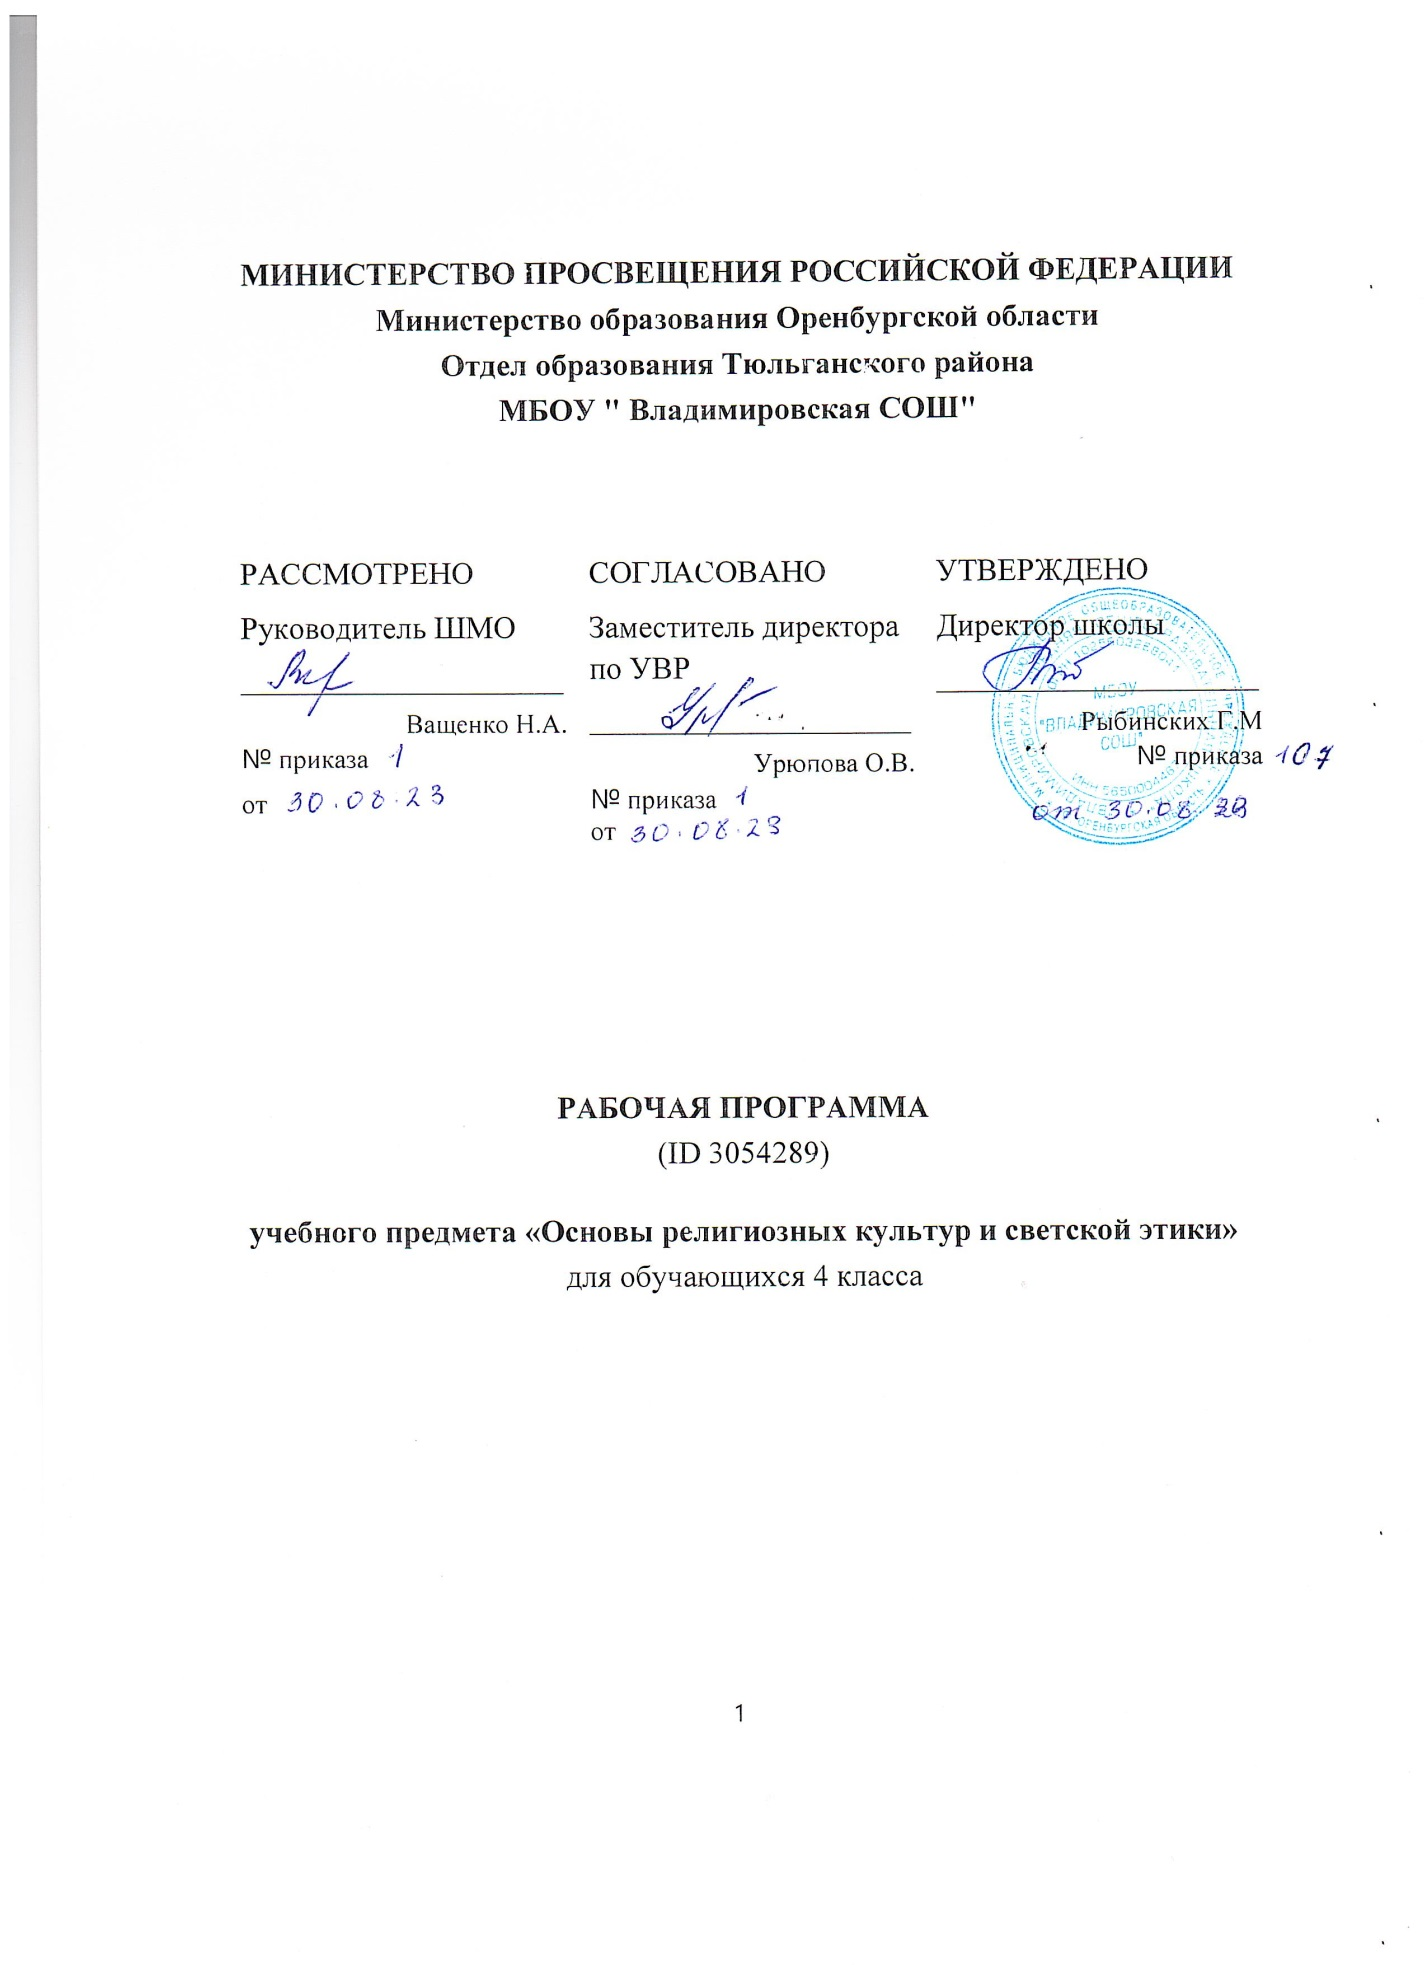 МИНИСТЕРСТВО ПРОСВЕЩЕНИЯ РОССИЙСКОЙ ФЕДЕРАЦИИ
Министерство образования Оренбургской области
Отдел образования Тюльганского района
МБОУ " Владимировская СОШ"
РАССМОТРЕНО
Руководитель ШМО
Ващенко Н.А.
№ приказа 1
от 30.08.23
СОГЛАСОВАНО
Заместитель директора
по УВР
Урюпова О.В.
№ приказа 1
от 30.08.23
УТВЕРЖДЕНО
Директор школы
Рыбинских Г.М
№ приказа 107
от 30.08 23
МБОУ
"ВЛАДИМИРОВСКАЯ
СОШ"
РАБОЧАЯ ПРОГРАММА
(ID 3054289)
учебного предмета «Основы религиозных культур и светской этики»
для обучающихся 4 класса
1